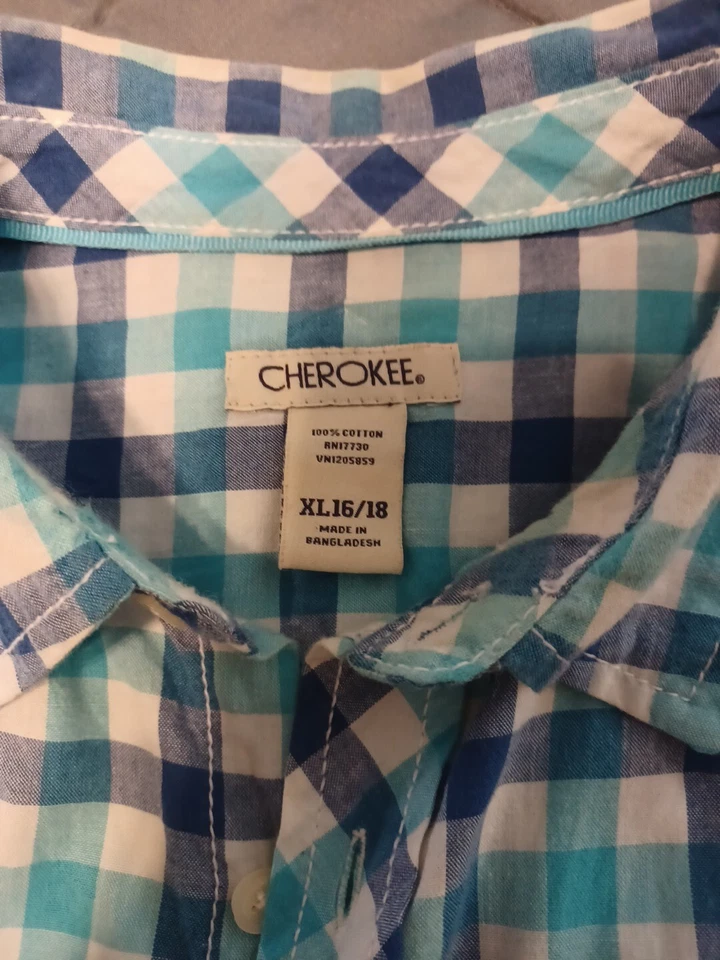 CHEROKEE®
100% COTTON
RN17730
VN1205859
XL16/18
MADE IN
BANGLADESH